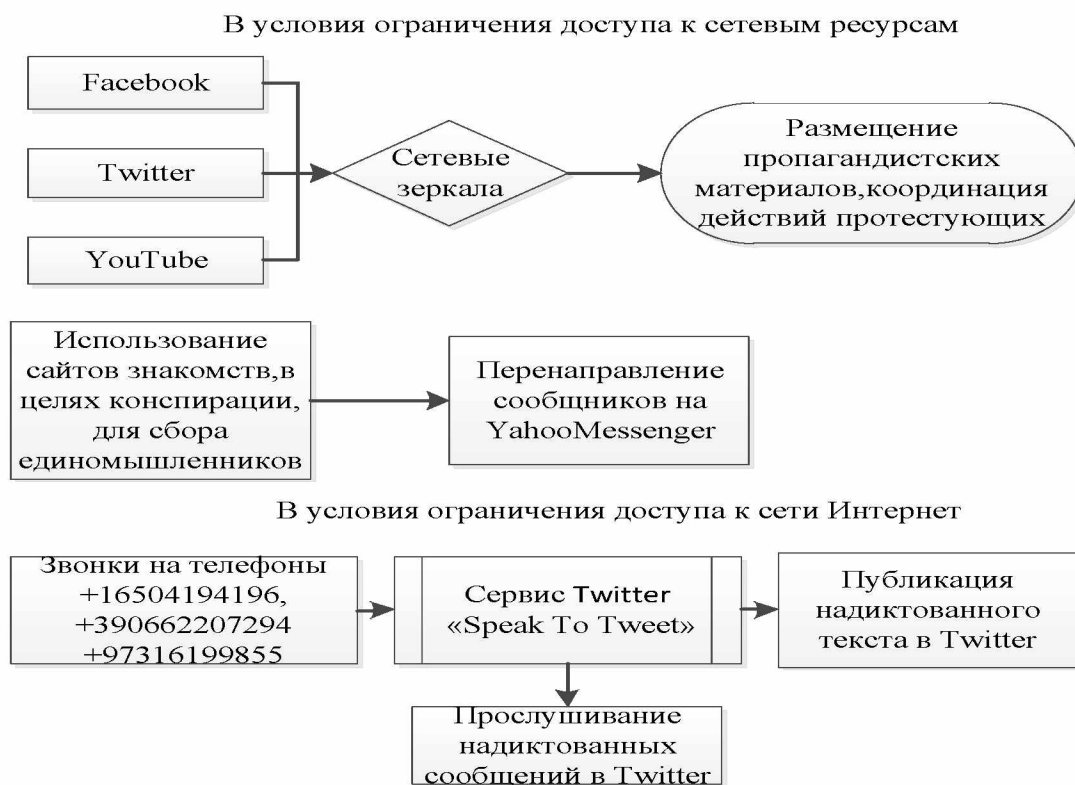 В условия ограничения доступа к сетевым ресурсам
Facebook
Twitter
YouTube
Сетевые
зеркала
Размещение
пропагандистских
материалов,координация
действий протестующих
Использование
сайтов знакомств,в
целях конспирации,
для сбора
единомышленников
Перенаправление
сообщников на
YahooMessenger
В условия ограничения доступа к сети Интернет
Звонки на телефоны
+16504194196,
+390662207294
+97316199855
Сервис Twitter
«Speak To Tweet»
Публикация
надиктованного
текста в Twitter
Прослушивание
надиктованных
сообщений в Twitter